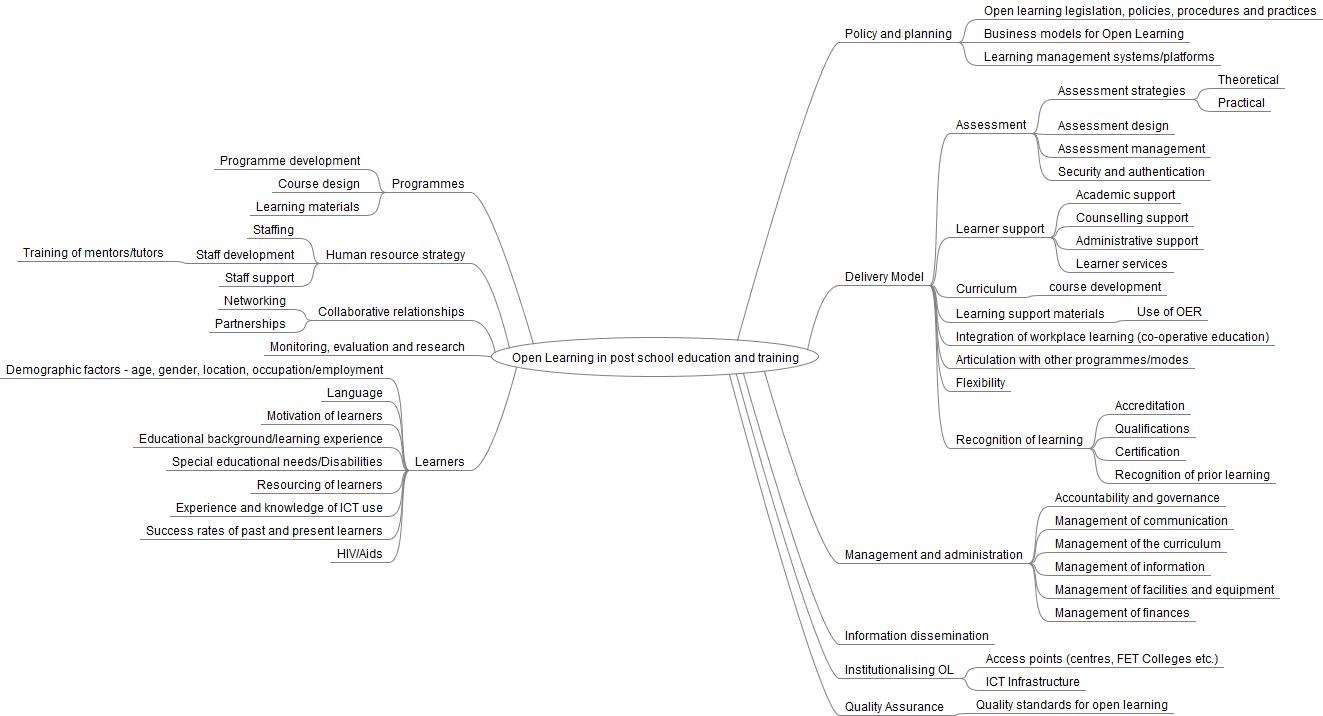 Open Learning in post school education and training
Policy and planning
Open learning legislation, policies, procedures and practices
Business models for Open Learning
Learning management systems/platforms
Delivery Model
Assessment
Assessment strategies
Theoretical
Practical
Assessment design
Assessment management
Security and authentication
Learner support
Academic support
Counselling support
Administrative support
Learner services
Curriculum
course development
Learning support materials
Use of OER
Integration of workplace learning (co-operative education)
Articulation with other programmes/modes
Flexibility
Recognition of learning
Accreditation
Qualifications
Certification
Recognition of prior learning
Management and administration
Accountability and governance
Management of communication
Management of the curriculum
Management of information
Management of facilities and equipment
Management of finances
Information dissemination
Institutionalising OL
Access points (centres, FET Colleges etc.)
ICT Infrastructure
Quality Assurance
Quality standards for open learning
Programmes
Programme development
Course design
Learning materials
Human resource strategy
Staffing
Staff development
Training of mentors/tutors
Staff support
Collaborative relationships
Networking
Partnerships
Monitoring, evaluation and research
Learners
Demographic factors - age, gender, location, occupation/employment
Language
Motivation of learners
Educational background/learning experience
Special educational needs/Disabilities
Resourcing of learners
Experience and knowledge of ICT use
Success rates of past and present learners
HIV/Aids